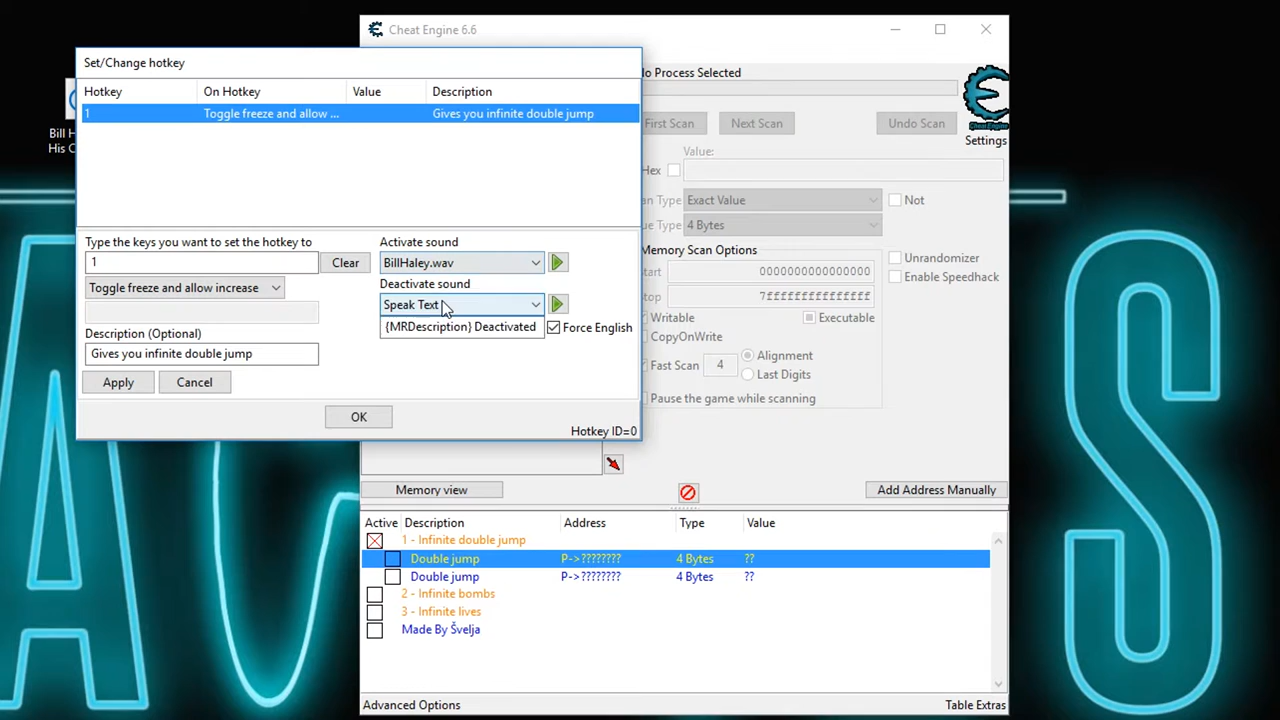 Cheat Engine 6.6
Set/Change hotkey
o Process Selected
Hotkey On Hotkey Value Description
1 Toggle freeze and allow ... Gives you infinite double jump
Bill H
His C
First Scan Next Scan Undo Scan
Cheat Engine
Settings
Value:
Hex
an Type Exact Value Not
ue Type 4 Bytes
Memory Scan Options
tart 0000000000000000
top 7fffffffffffffff
Unrandomizer
Enable Speedhack
Writable Executable
CopyOnWrite
Fast Scan 4 Alignment
Last Digits
Pause the game while scanning
Type the keys you want to set the hotkey to
1 Clear
Toggle freeze and allow increase
Description (Optional)
Gives you infinite double jump
Apply Cancel
Activate sound
BillHaley.wav
Deactivate sound
Speak Text
{MRDescription} Deactivated Force English
OK
Hotkey ID=0
Memory view Add Address Manually
Active Description Address Type Value
1 - Infinite double jump
Double jump P->???????? 4 Bytes ??
Double jump P->???????? 4 Bytes ??
2 - Infinite bombs
3 - Infinite lives
Made By Švelja
Advanced Options Table Extras